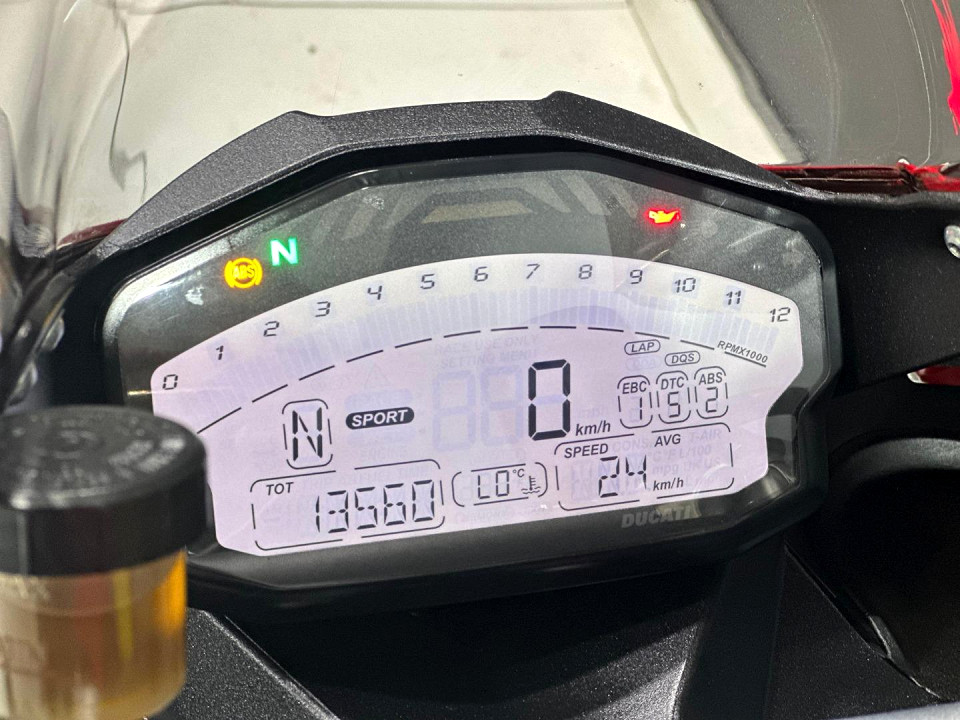 ABS
N
0 1 2 3 4 5 6 7 8 9 10 11 12
RPMX1000
LAP
DQS
EBC DTC ABS
1 5 2
N
SPORT
0 km/h
TOT
13560
LO °C
SPEED AVG
24 km/h
DUCATI